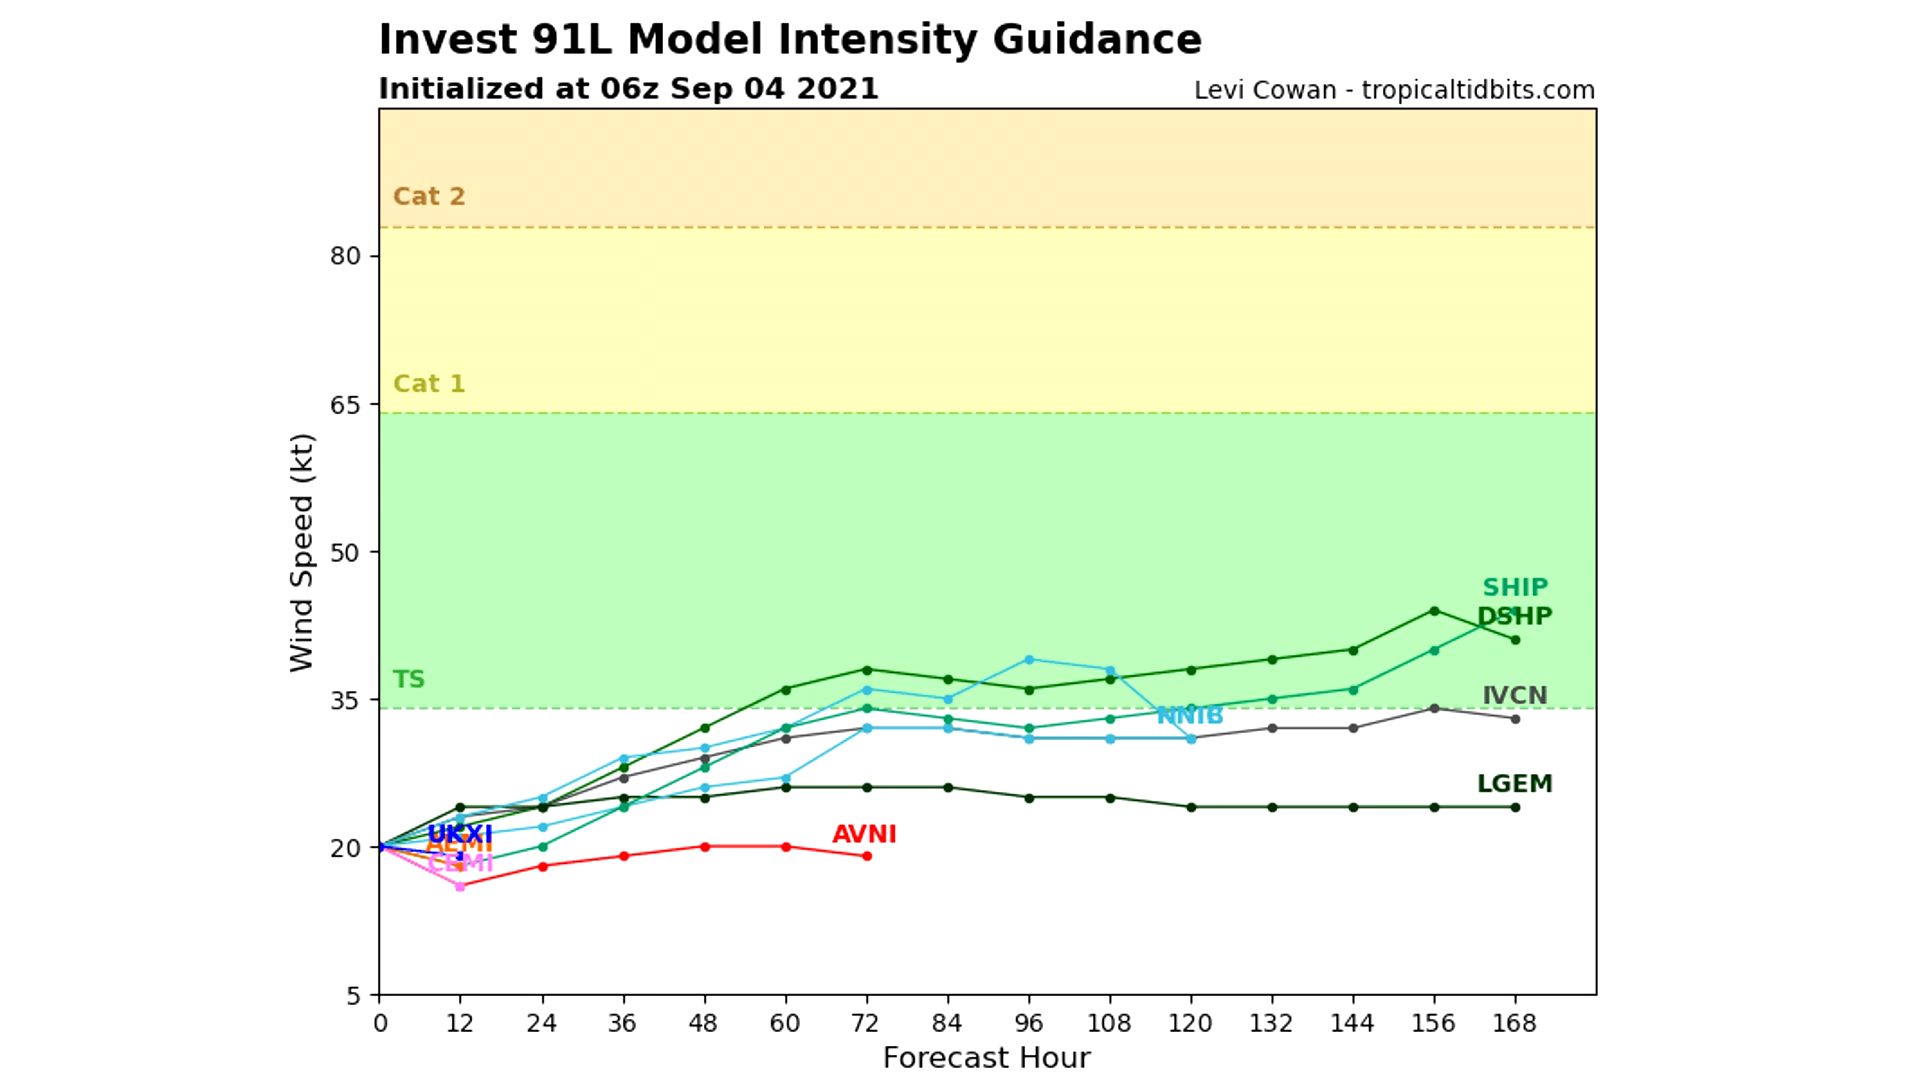 Invest 91L Model Intensity Guidance
Initialized at 06z Sep 04 2021
Levi Cowan - tropicaltidbits.com
Cat 2
80
Cat 1
65
Wind Speed (kt)
50
SHIP
DSHP
TS
35
IVCN
LGEM
UKXI
AVNI
20
AEMI
CEMI
5
0 12 24 36 48 60 72 84 96 108 120 132 144 156 168
Forecast Hour